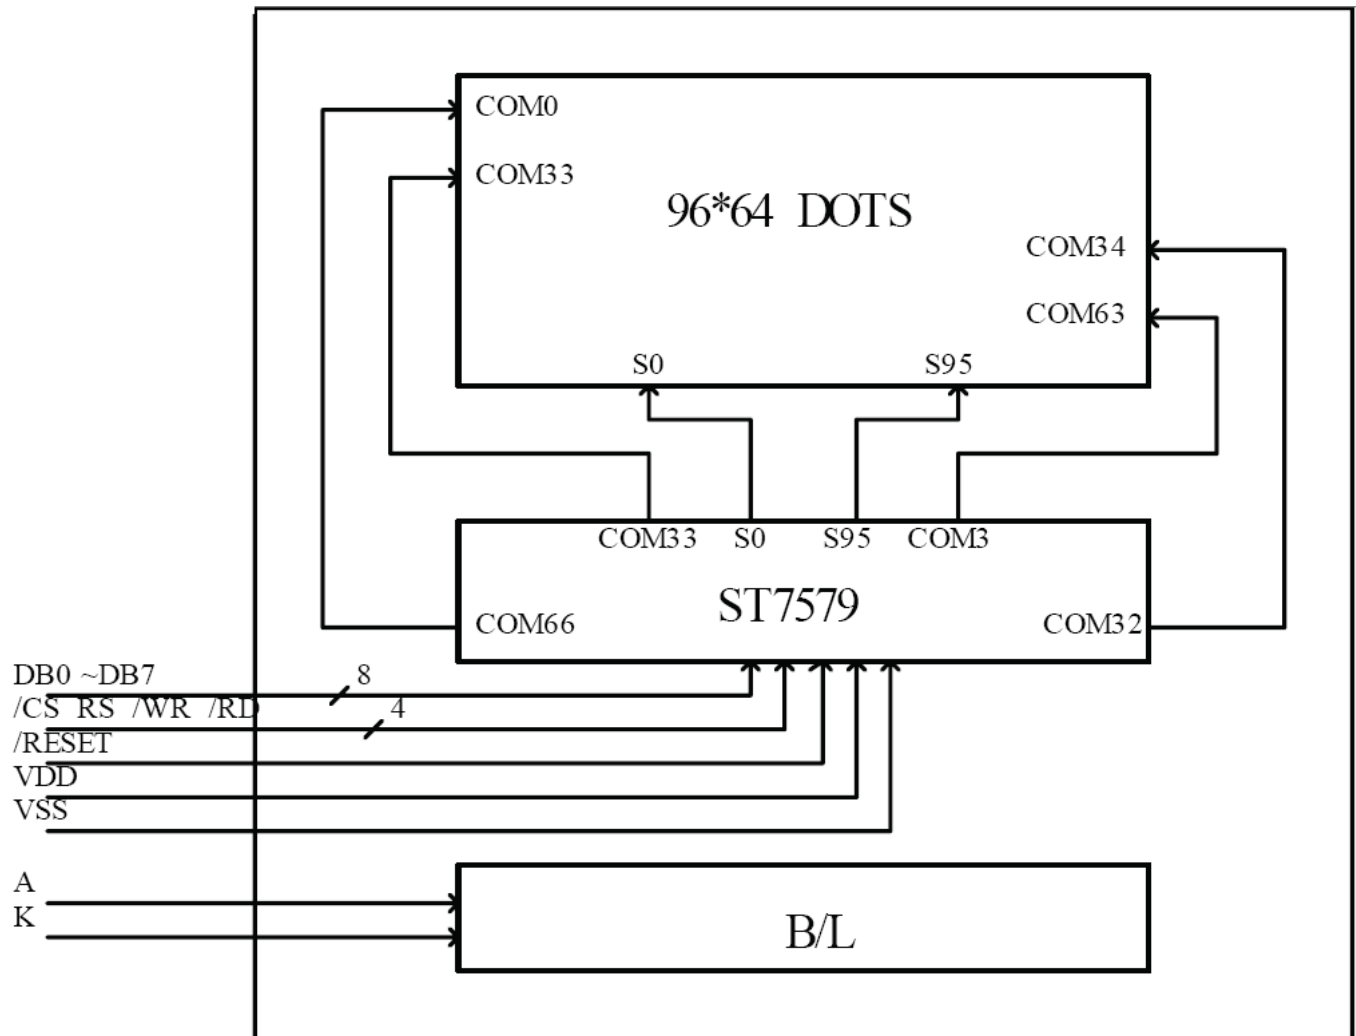 COM0
COM33
96*64 DOTS
COM34
COM63
S0 S95
COM33 S0 S95 COM3
ST7579
COM66 COM32
DB0 ~DB7 8
/CS RS /WR /RD 4
/RESET
VDD
VSS
A
K
B/L